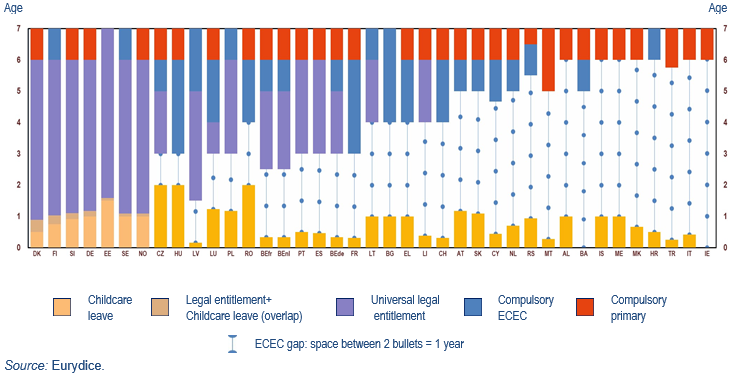 Age Age
7 7
6 6
5 5
4 4
3 3
2 2
1 1
0 0
DK FI SI DE EE SE NO CZ HU LV LU PL RO BEfr BEnl PT ES BEde FR LT BG EL LI CH AT SK CY NL RS MT AL BA IS ME MK HR TR IT IE
Childcare leave
Legal entitlement+ Childcare leave (overlap)
Universal legal entitlement
Compulsory ECEC
Compulsory primary
ECEC gap: space between 2 bullets = 1 year
Source: Eurydice.